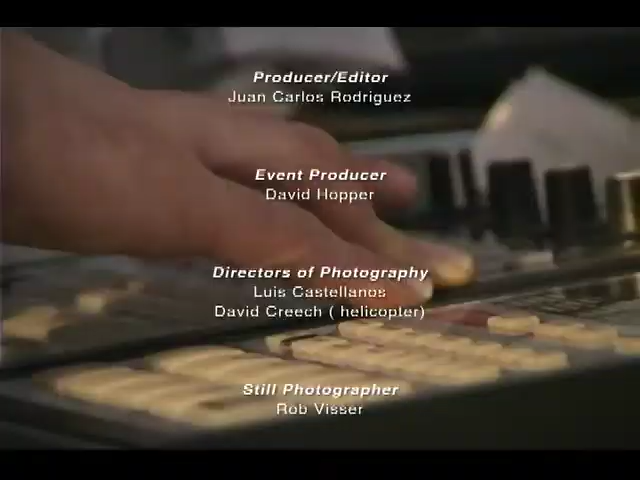 Producer/Editor
Juan Carlos Rodriguez
Event Producer
David Hopper
Directors of Photography
Luis Castellanos
David Creech ( helicopter)
Still Photographer
Rob Visser